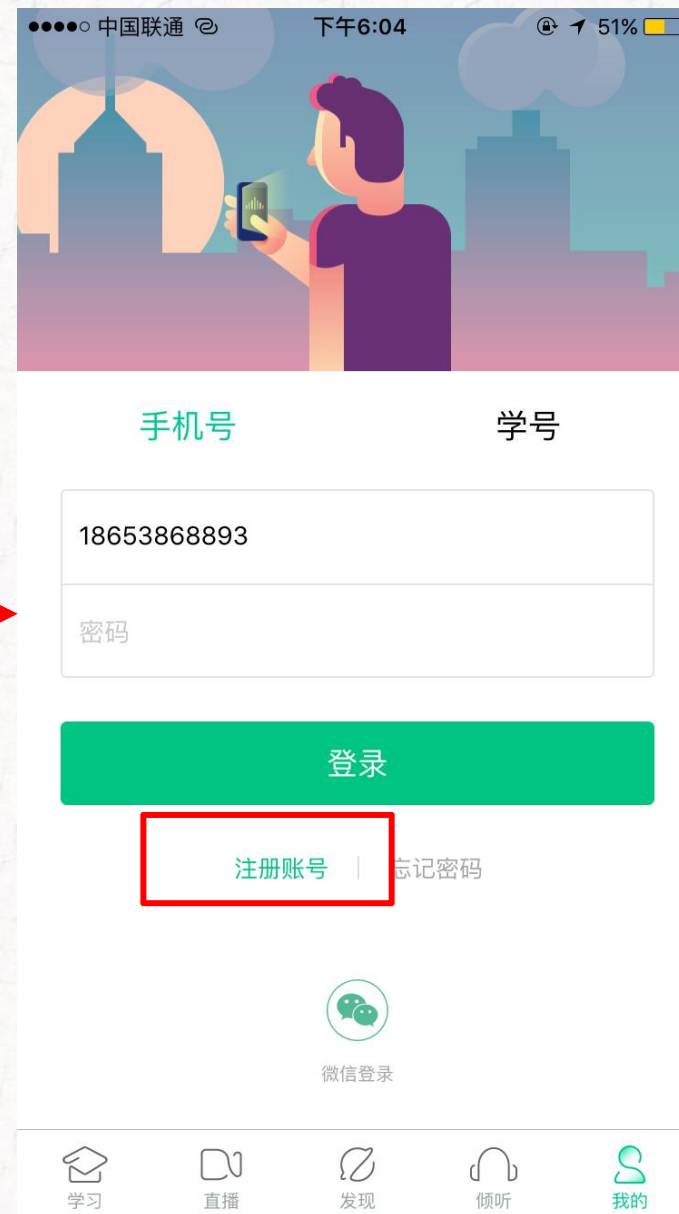 中国联通 下午6:04 51%
手机号 学号
18653868893
密码
登录
注册账号 忘记密码
微信登录
学习 直播 发现 倾听 我的